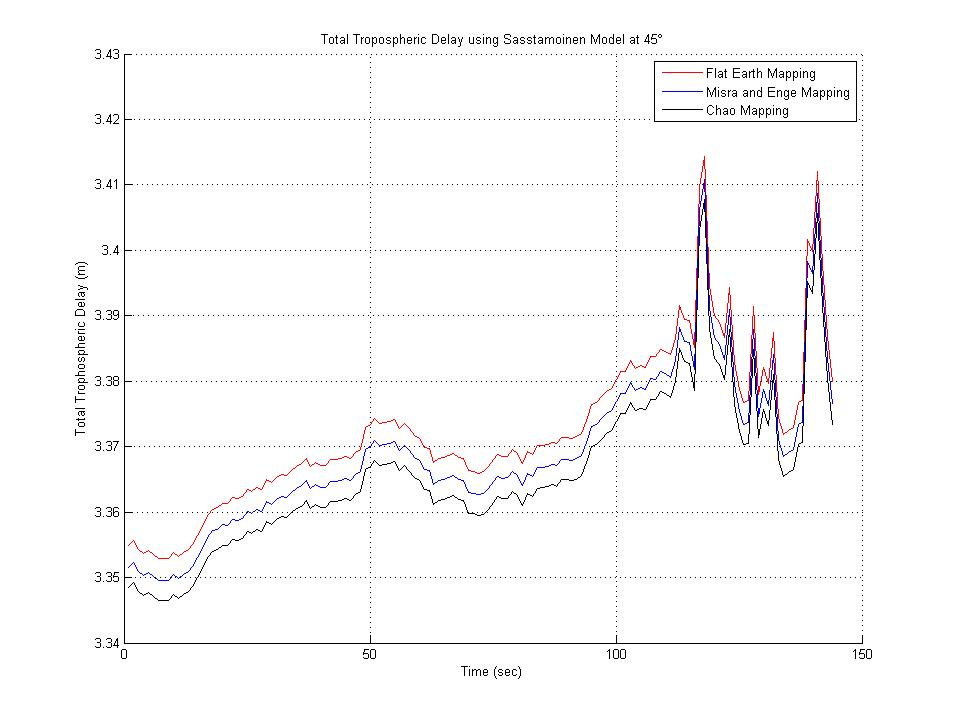 Total Tropospheric Delay using Sasstamoinen Model at 45°
Flat Earth Mapping
Misra and Enge Mapping
Chao Mapping
Total Trophospheric Delay (m)
3.43
3.42
3.41
3.4
3.39
3.38
3.37
3.36
3.35
3.34
0 50 100 150
Time (sec)